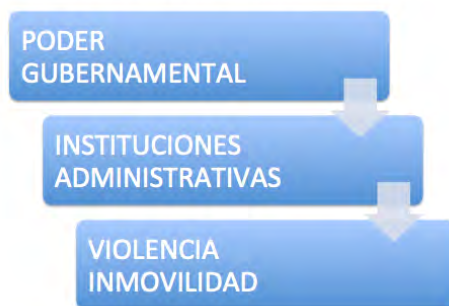 PODER
GUBERNAMENTAL
INSTITUCIONES
ADMINISTRATIVAS
VIOLENCIA
INMOVILIDAD